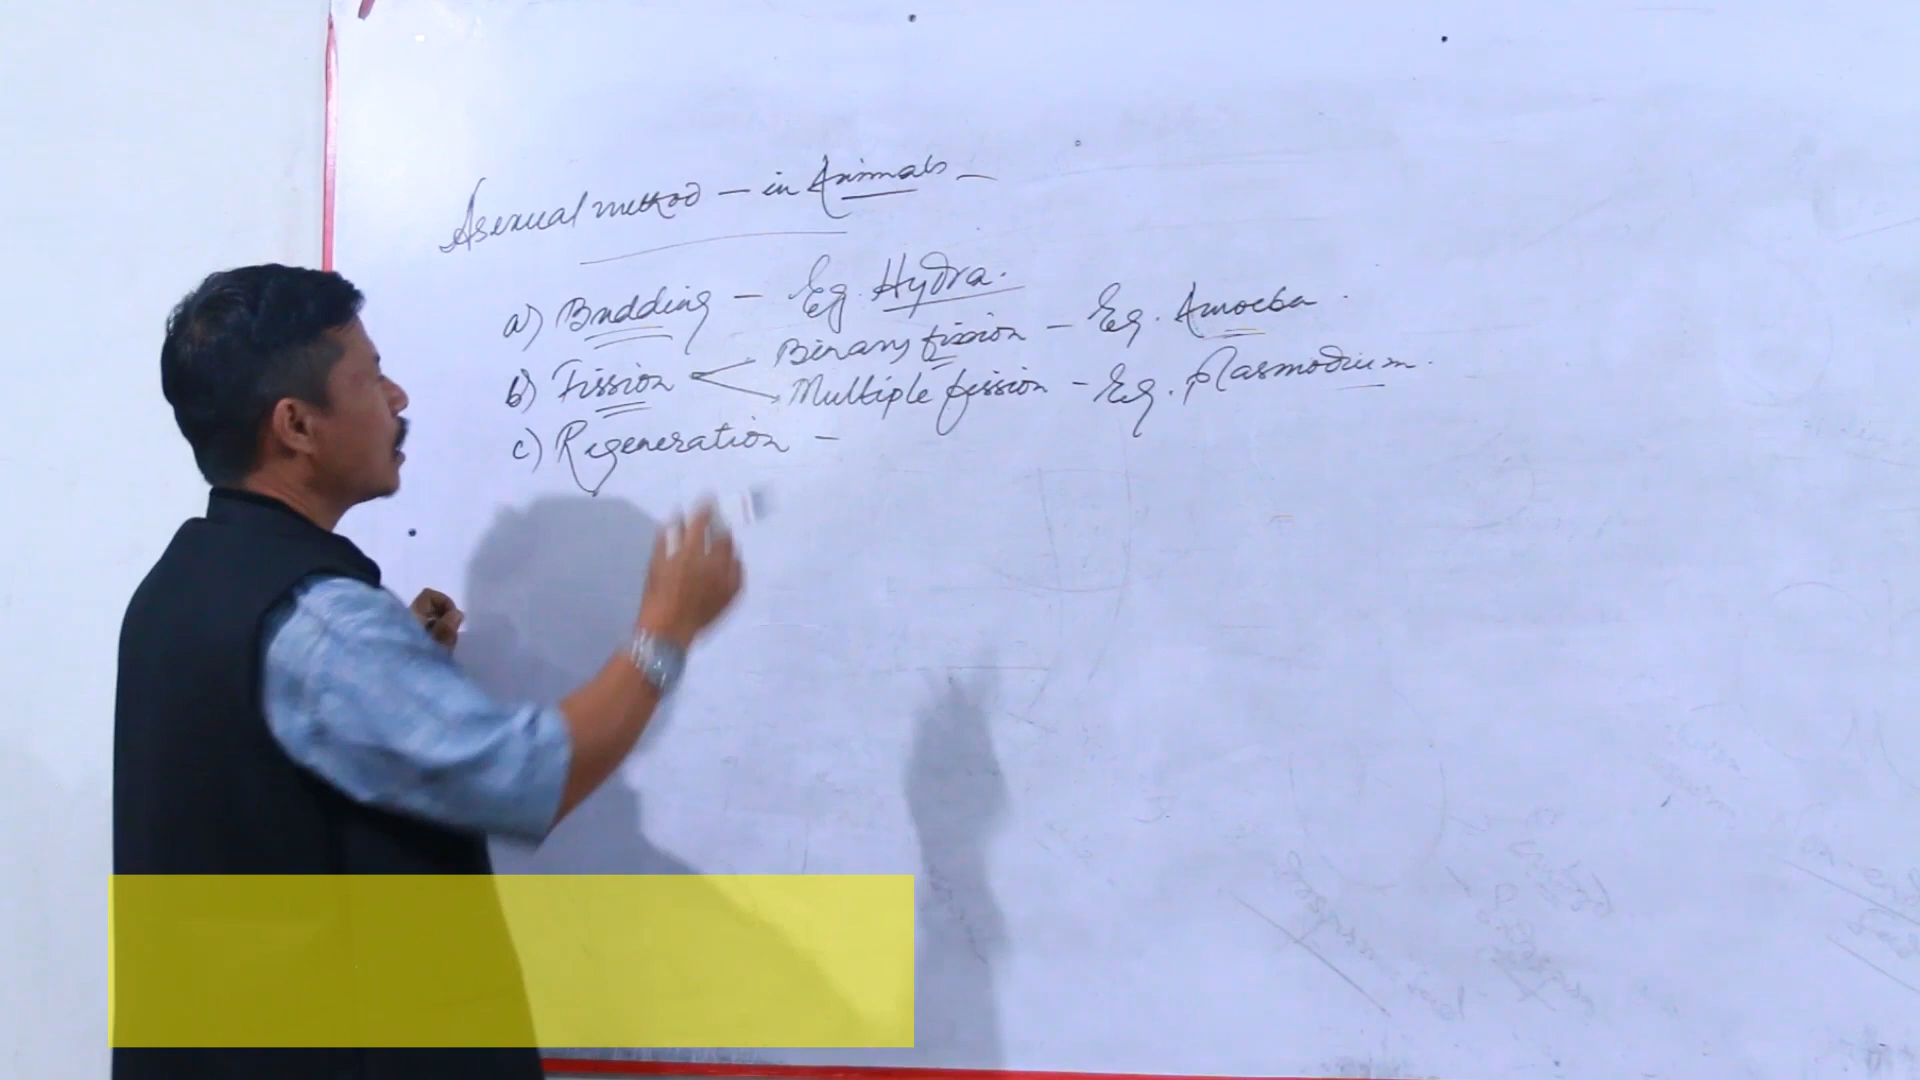 Asexual method - in Animals -
a) Budding - Eg. Hydra.
b) Fission Binary fission - Eg. Amoeba.
Multiple fission - Eg. Plasmodium.
c) Regeneration -